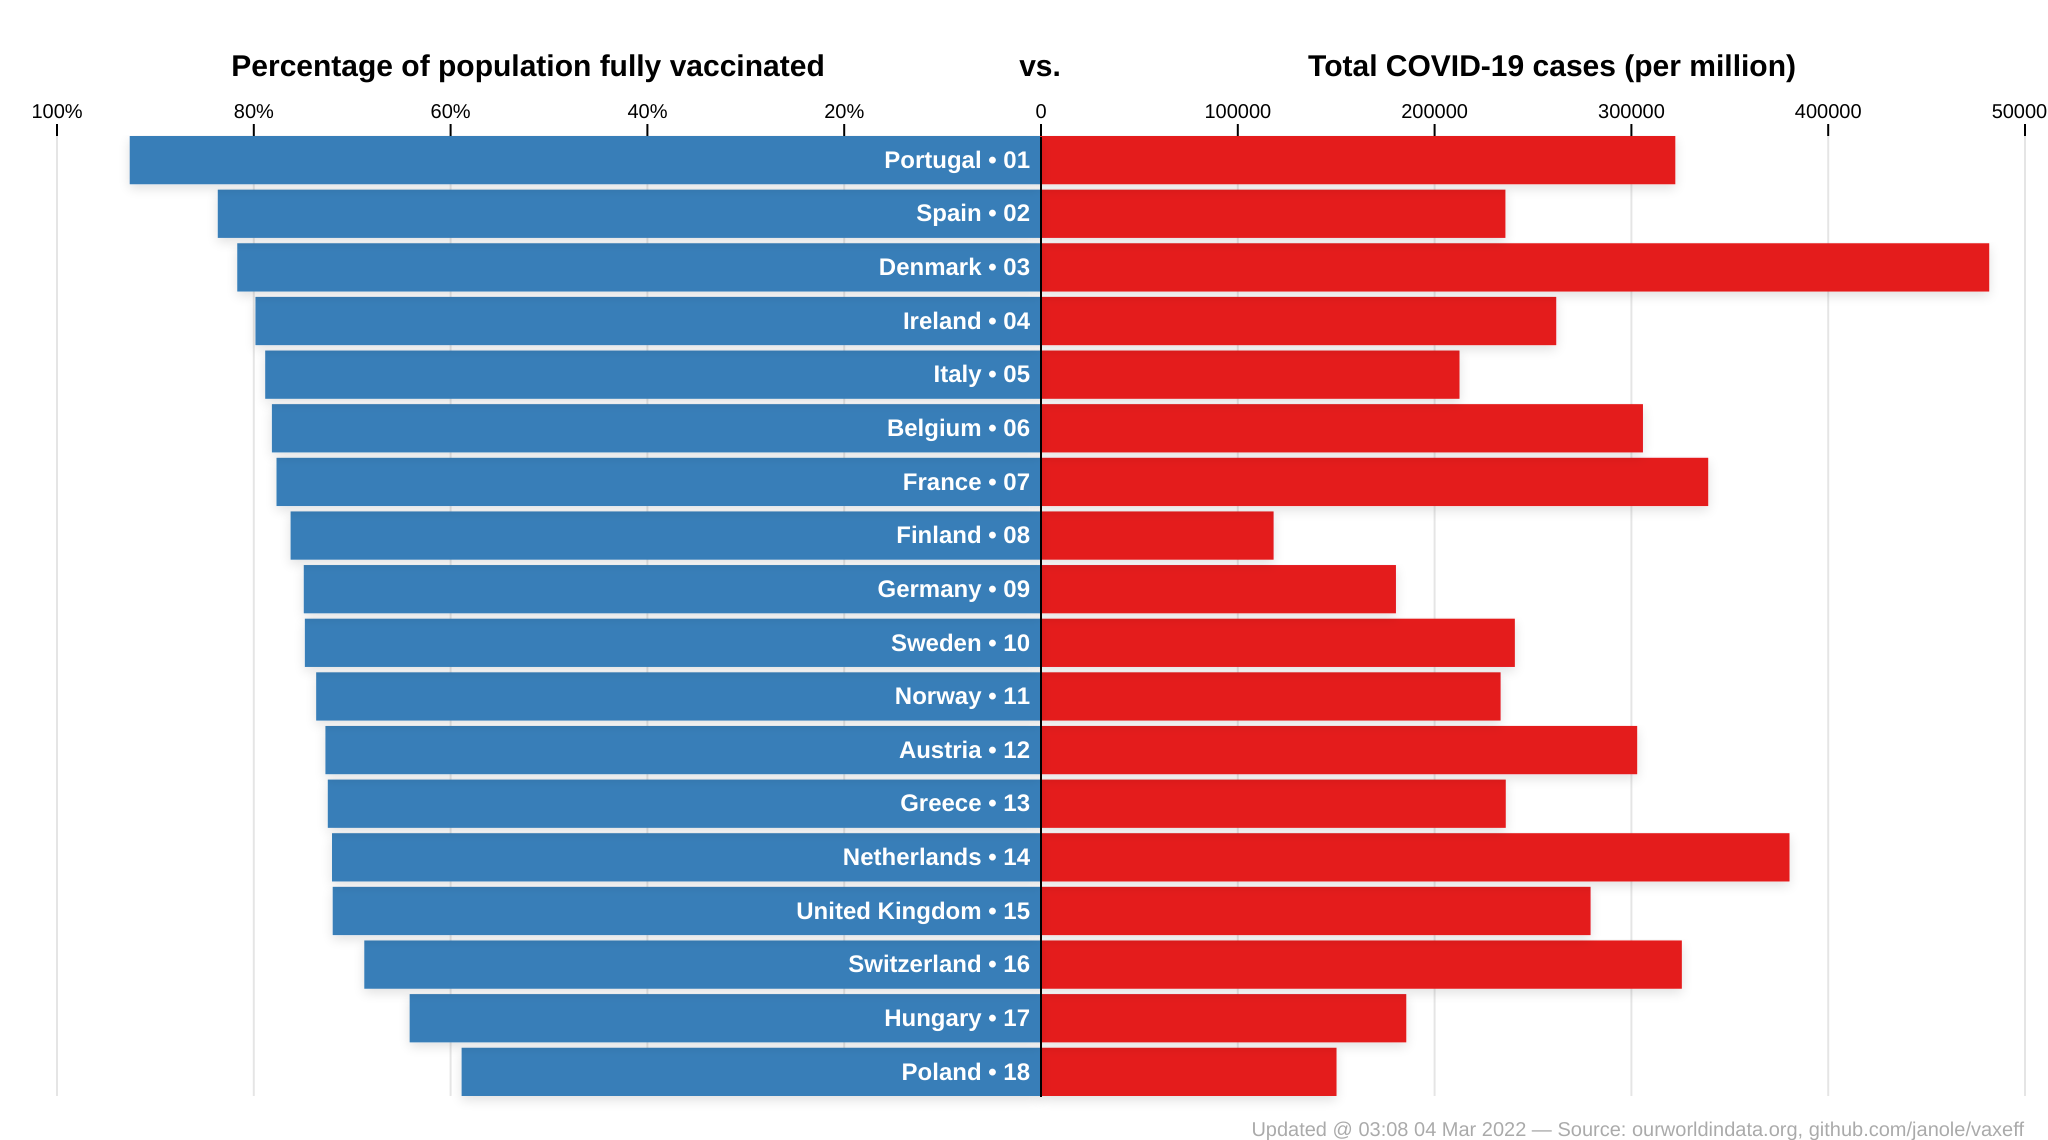 Percentage of population fully vaccinated vs. Total COVID-19 cases (per million)
100% 80% 60% 40% 20% 0 100000 200000 300000 400000 50000
Portugal • 01
Spain • 02
Denmark • 03
Ireland • 04
Italy • 05
Belgium • 06
France • 07
Finland • 08
Germany • 09
Sweden • 10
Norway • 11
Austria • 12
Greece • 13
Netherlands • 14
United Kingdom • 15
Switzerland • 16
Hungary • 17
Poland • 18
Updated @ 03:08 04 Mar 2022 — Source: ourworldindata.org, github.com/janole/vaxeff